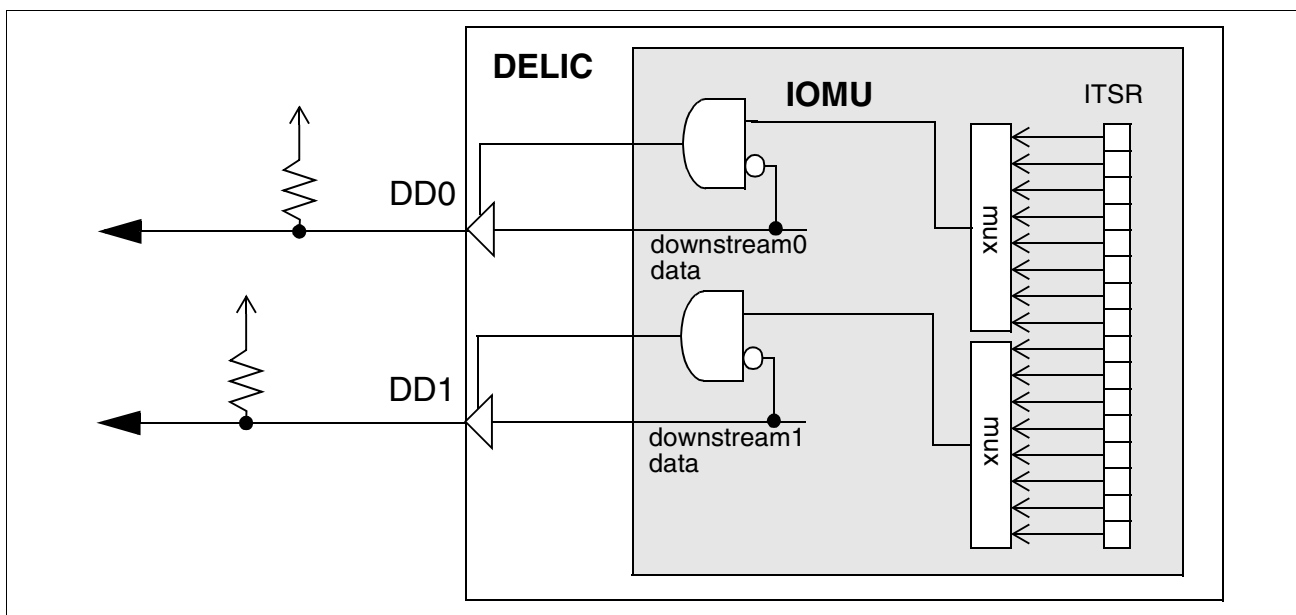 DELIC
IOMU
ITSR
DD0
mux
downstream0
data
DD1
mux
downstream1
data